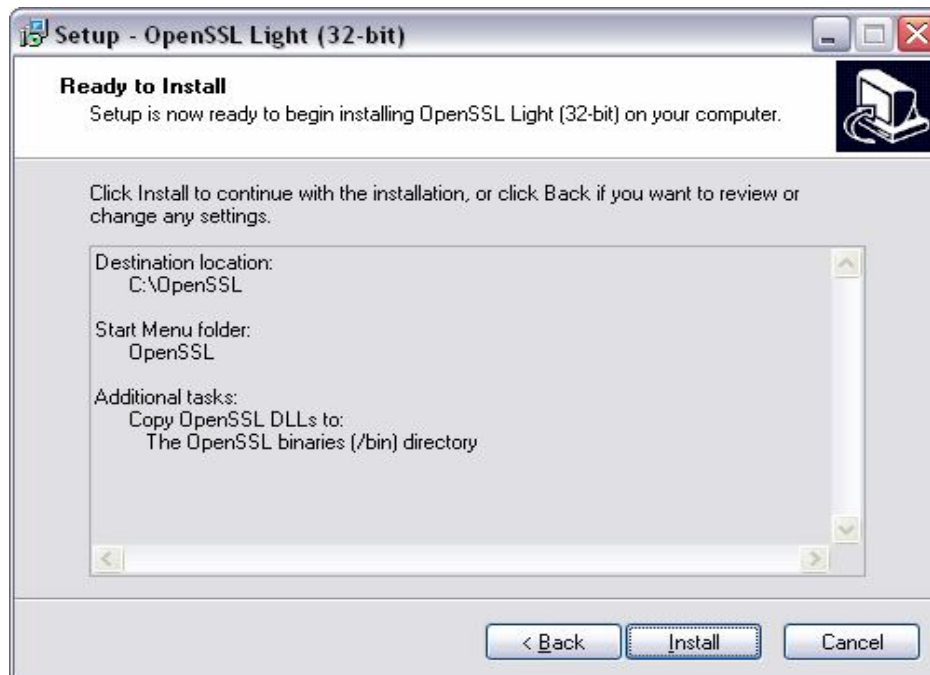 Setup - OpenSSL Light (32-bit)
Ready to Install
Setup is now ready to begin installing OpenSSL Light (32-bit) on your computer.
Click Install to continue with the installation, or click Back if you want to review or
change any settings.
Destination location:
C:\OpenSSL
Start Menu folder:
OpenSSL
Additional tasks:
Copy OpenSSL DLLs to:
The OpenSSL binaries (/bin) directory
< Back Install Cancel